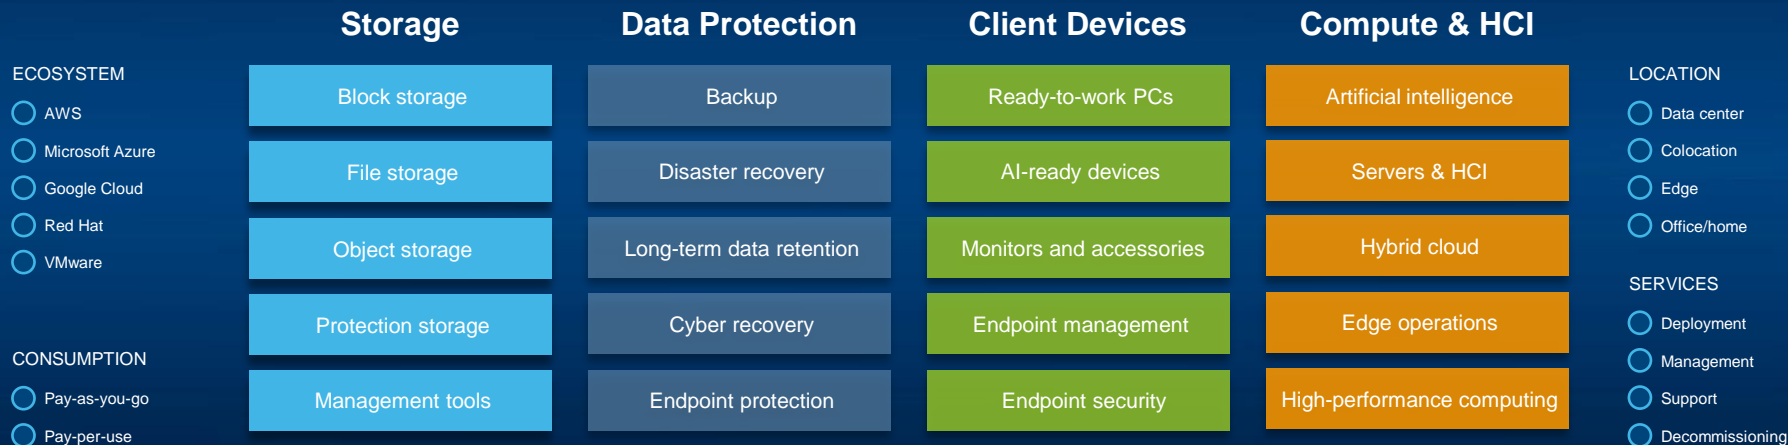 Storage
Data Protection
Client Devices
Compute & HCI
ECOSYSTEM
AWS
Microsoft Azure
Google Cloud
Red Hat
VMware
CONSUMPTION
Pay-as-you-go
Pay-per-use
Block storage
File storage
Object storage
Protection storage
Management tools
Backup
Disaster recovery
Long-term data retention
Cyber recovery
Endpoint protection
Ready-to-work PCs
AI-ready devices
Monitors and accessories
Endpoint management
Endpoint security
Artificial intelligence
Servers & HCI
Hybrid cloud
Edge operations
High-performance computing
LOCATION
Data center
Colocation
Edge
Office/home
SERVICES
Deployment
Management
Support
Decommissioning